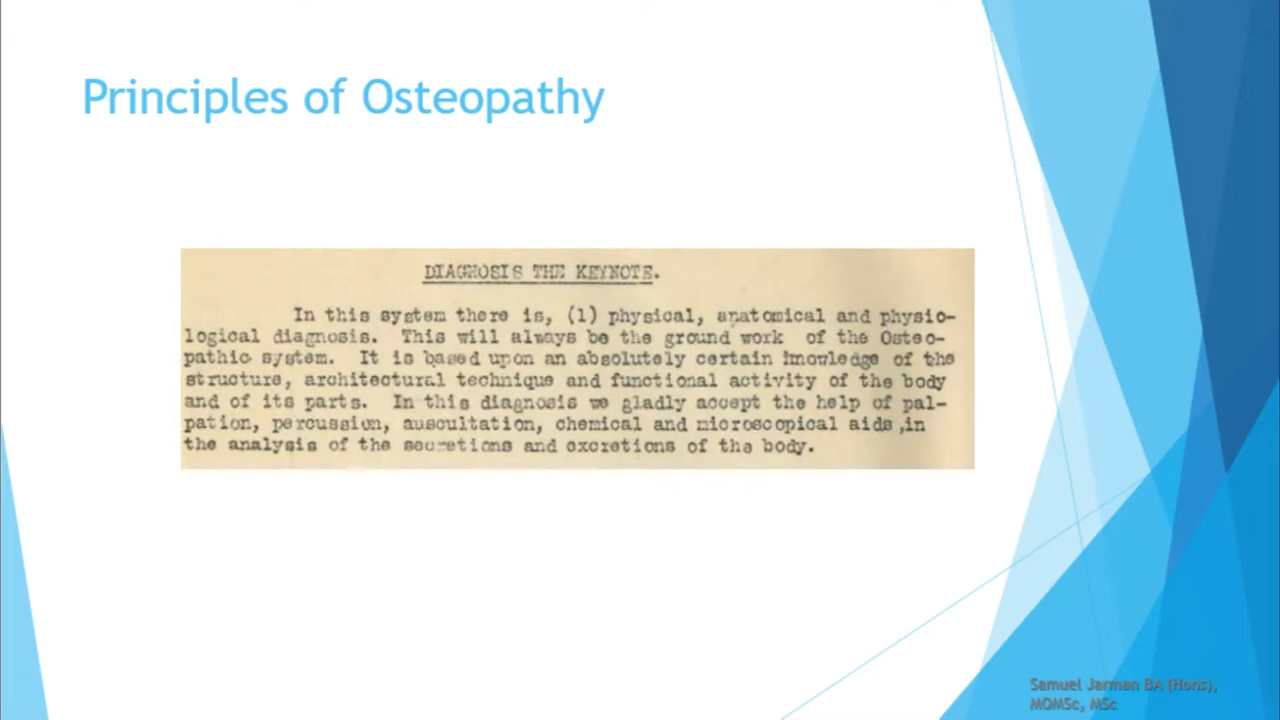 Principles of Osteopathy
DIAGNOSIS THE KEYNOTE.
In this system there is, (1) physical, anatomical and physio-
logical diagnosis. This will always be the ground work of the Osteo-
pathic system. It is based upon an absolutely certain knowledge of the
structure, architectural technique and functional activity of the body
and of its parts. In this diagnosis we gladly accept the help of pal-
pation, percussion, auscultation, chemical and microscopical aids ,in
the analysis of the secretions and excretions of the body.
Samuel Jarman BA (Hons),
MOMSc, MSc